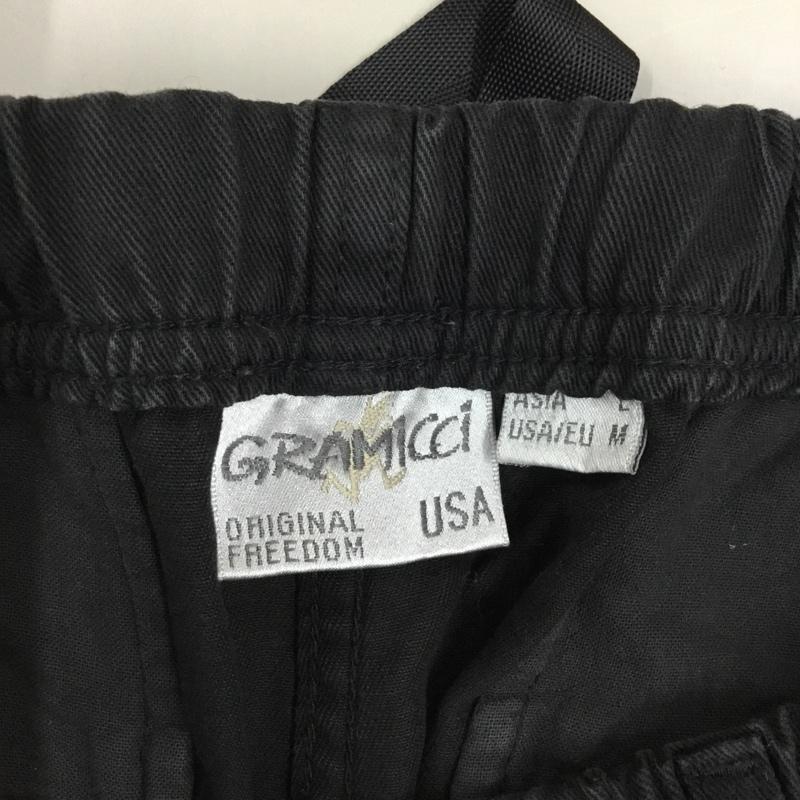 GRAMICCi
ORIGINAL
FREEDOM
USA
ASIA L
USA/EU M